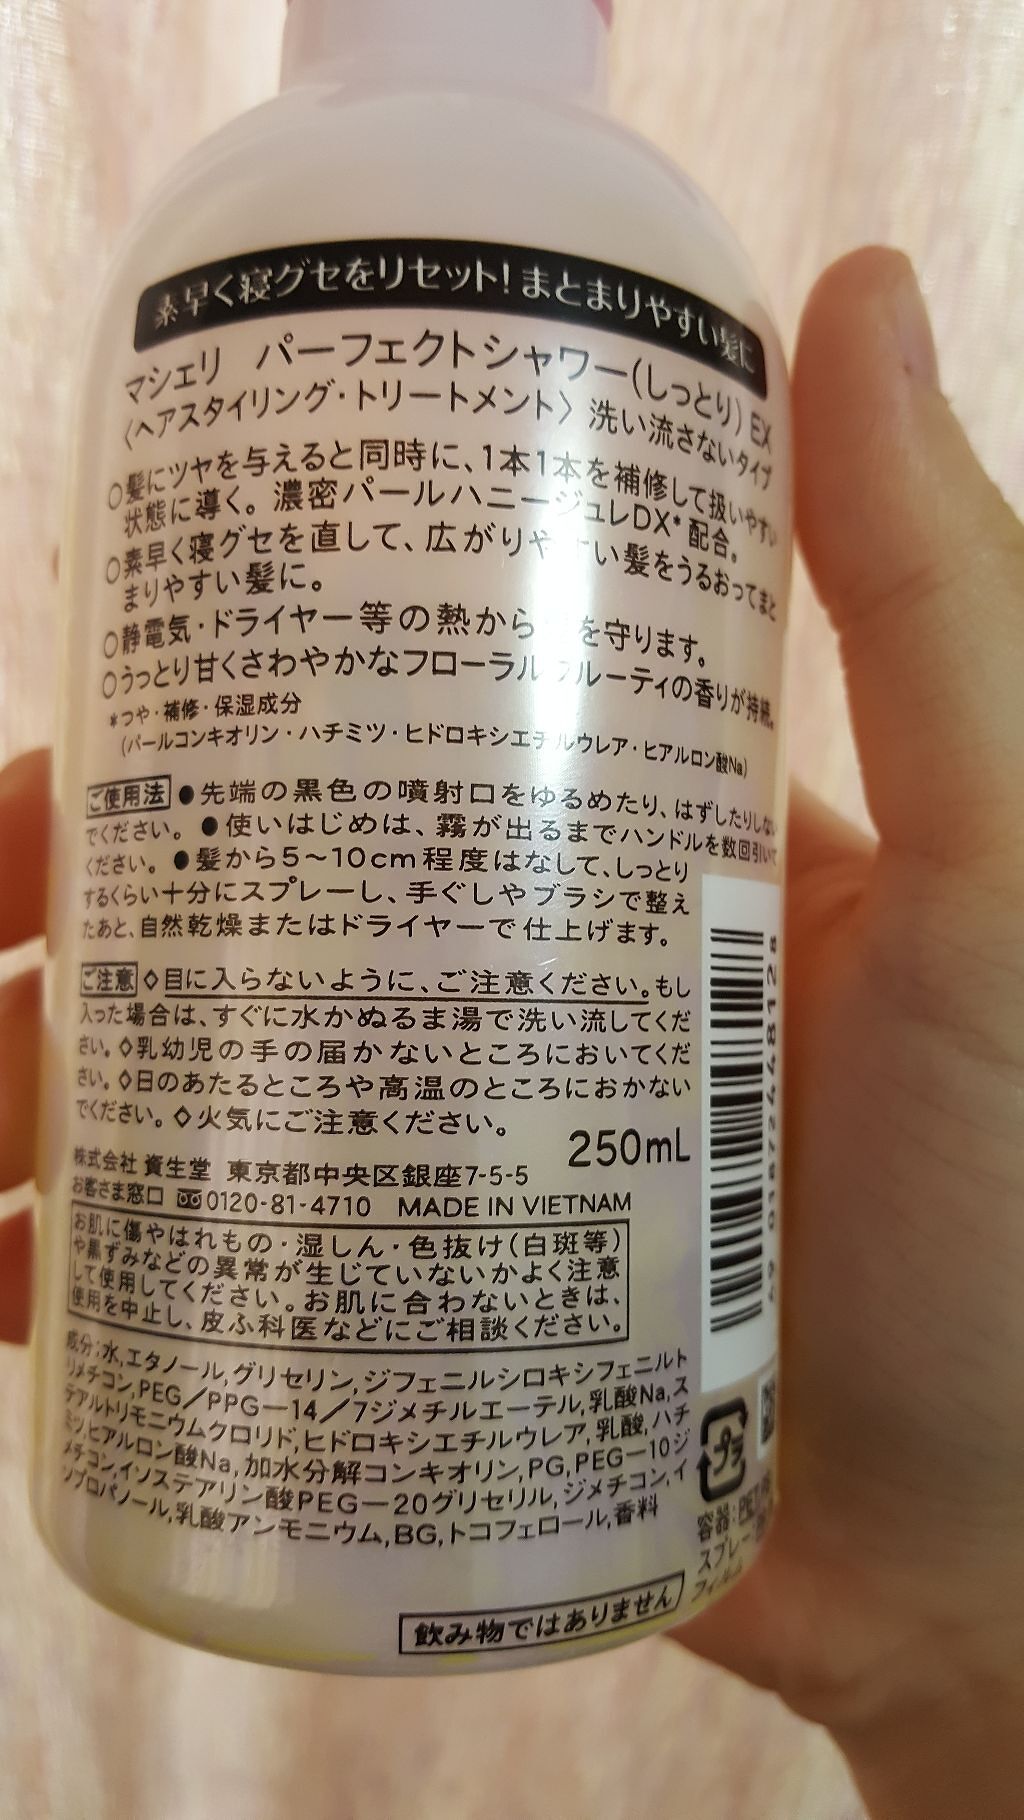 素早く寝グセをリセット!まとまりやすい髪に
マシェリ パーフェクトシャワー(しっとり)EX
〈ヘアスタイリング・トリートメント〉洗い流さないタイプ
○髪にツヤを与えると同時に、1本1本を補修して扱いやすい
状態に導く。濃密パールハニージュレDX*配合。
○素早く寝グセを直して、広がりやすい髪をうるおってまと
まりやすい髪に。
○静電気・ドライヤー等の熱から を守ります。
○うっとり甘くさわやかなフローラルフルーティの香りが持続。
*つや・補修・保湿成分
(パールコンキオリン・ハチミツ・ヒドロキシエチルウレア・ヒアルロン酸Na)
ご使用法 ●先端の黒色の噴射口をゆるめたり、はずしたりしない
でください。●使いはじめは、霧が出るまでハンドルを数回引いて
ください。●髪から5~10cm程度はなして、しっとり
するくらい十分にスプレーし、手ぐしやブラシで整え
たあと、自然乾燥またはドライヤーで仕上げます。
ご注意 ◇目に入らないように、ご注意ください。もし
入った場合は、すぐに水かぬるま湯で洗い流してくだ
さい。◇乳幼児の手の届かないところにおいてくだ
さい。◇日のあたるところや高温のところにおかない
でください。◇火気にご注意ください。
250mL
株式会社 資生堂 東京都中央区銀座7-5-5
お客さま窓口 0120-81-4710 MADE IN VIETNAM
お肌に傷やはれもの・湿しん・色抜け(白斑等)
や黒ずみなどの異常が生じていないかよく注意
して使用してください。お肌に合わないときは、
使用を中止し、皮ふ科医などにご相談ください。
成分:水,エタノール,グリセリン,ジフェニルシロキシフェニルト
リメチコン,PEG/PPG-14/7ジメチルエーテル,乳酸Na,ス
テアルトリモニウムクロリド,ヒドロキシエチルウレア,乳酸,ハチ
ミツ,ヒアルロン酸Na,加水分解コンキオリン,PG,PEG-10ジ
メチコン,イソステアリン酸PEG-20グリセリル,ジメチコン,イ
ソプロパノール,乳酸アンモニウム,BG,トコフェロール,香料
プラ
容器:PET
スプレー
フィルム
飲み物ではありません